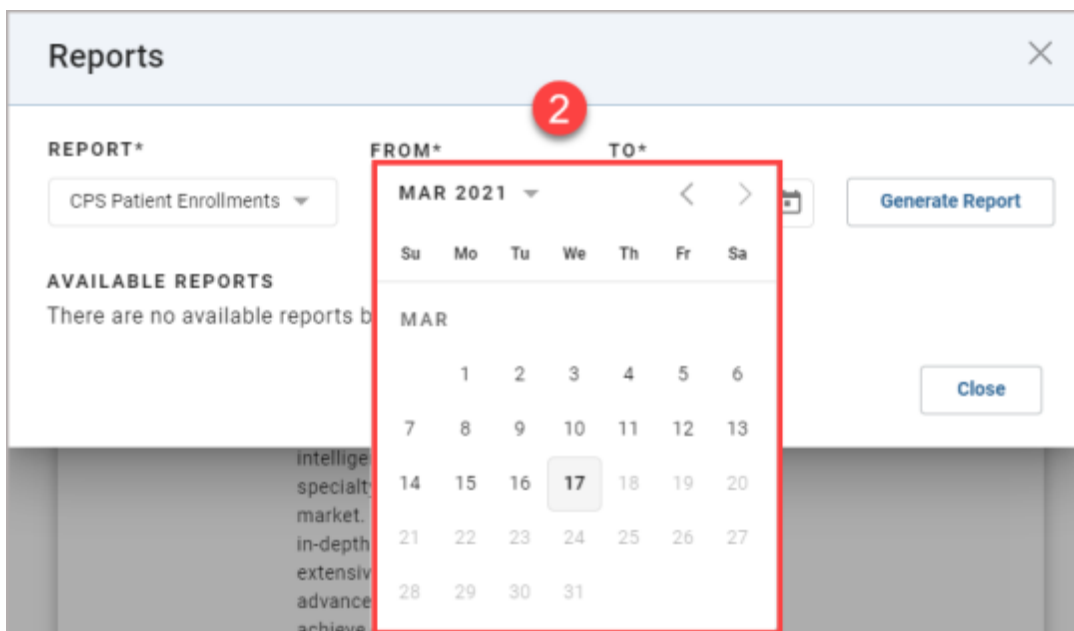 Reports
2
REPORT* FROM* TO*
CPS Patient Enrollments
MAR 2021
Generate Report
Su Mo Tu We Th Fr Sa
AVAILABLE REPORTS
There are no available reports b
MAR
1 2 3 4 5 6
Close
7 8 9 10 11 12 13
14 15 16 17 18 19 20
21 22 23 24 25 26 27
28 29 30 31
intellige
specialt
market.
in-depth
extensiv
advance
achieve